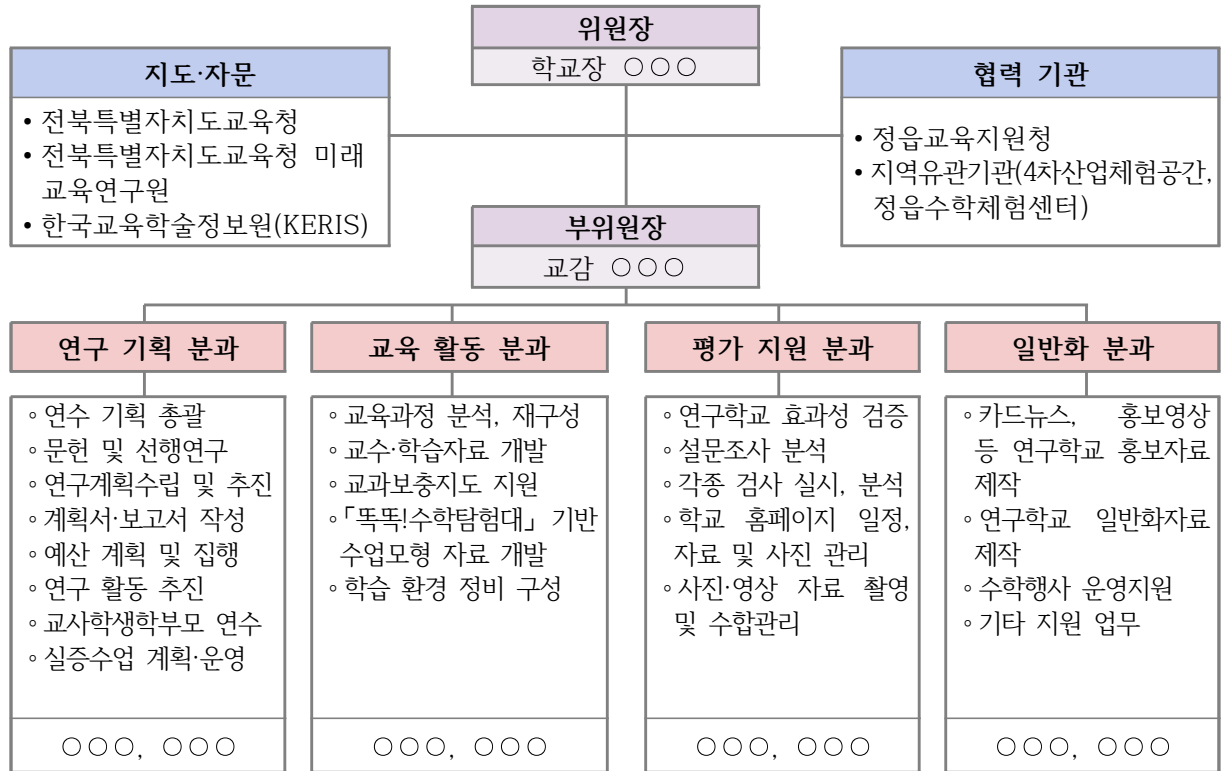 위원장
학교장 ○○○
지도·자문
• 전북특별자치도교육청
• 전북특별자치도교육청 미래
교육연구원
• 한국교육학술정보원(KERIS)
협력 기관
• 정읍교육지원청
• 지역유관기관(4차산업체험공간,
정읍수학체험센터)
부위원장
교감 ○○○
연구 기획 분과
◦연수 기획 총괄
◦문헌 및 선행연구
◦연구계획수립 및 추진
◦계획서·보고서 작성
◦예산 계획 및 집행
◦연구 활동 추진
◦교사학생학부모 연수
◦실증수업 계획·운영
○○○, ○○○
교육 활동 분과
◦교육과정 분석, 재구성
◦교수·학습자료 개발
◦교과보충지도 지원
◦「똑똑!수학탐험대」 기반
수업모형 자료 개발
◦학습 환경 정비 구성
○○○, ○○○
평가 지원 분과
◦연구학교 효과성 검증
◦설문조사 분석
◦각종 검사 실시, 분석
◦학교 홈페이지 일정,
자료 및 사진 관리
◦사진·영상 자료 촬영
및 수합관리
○○○, ○○○
일반화 분과
◦카드뉴스, 홍보영상
등 연구학교 홍보자료
제작
◦연구학교 일반화자료
제작
◦수학행사 운영지원
◦기타 지원 업무
○○○, ○○○